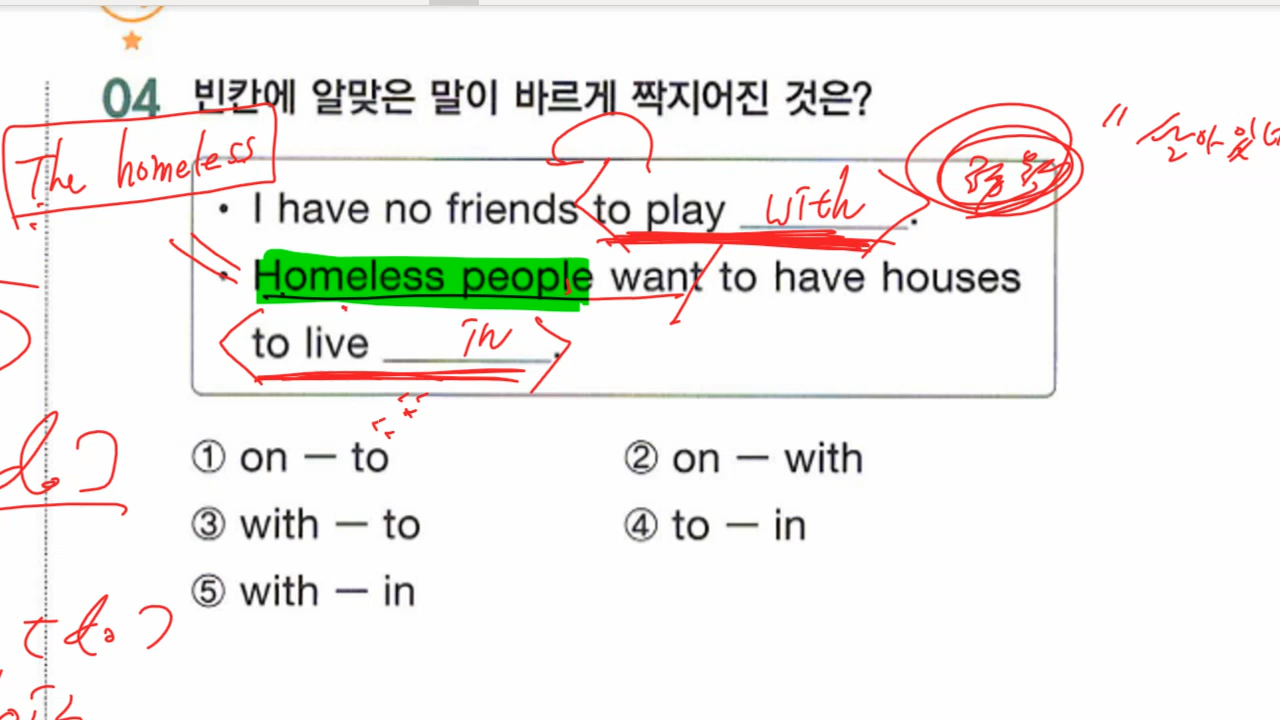 04 빈칸에 알맞은 말이 바르게 짝지어진 것은?
The homeless
• I have no friends to play with.
• Homeless people want to have houses
to live in.
① on – to
② on – with
③ with – to
④ to – in
⑤ with – in